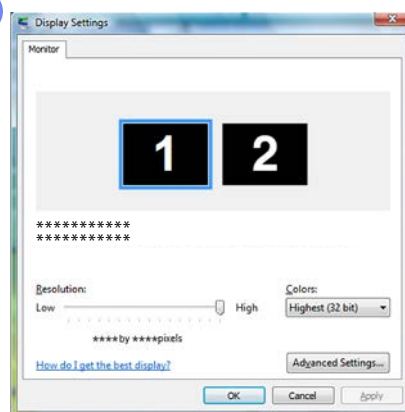 Display Settings
Monitor
1 2
***********
***********
Resolution:
Colors:
Low High
Highest (32 bit)
****by ****pixels
How do I get the best display?
Advanced Settings...
OK Cancel Apply